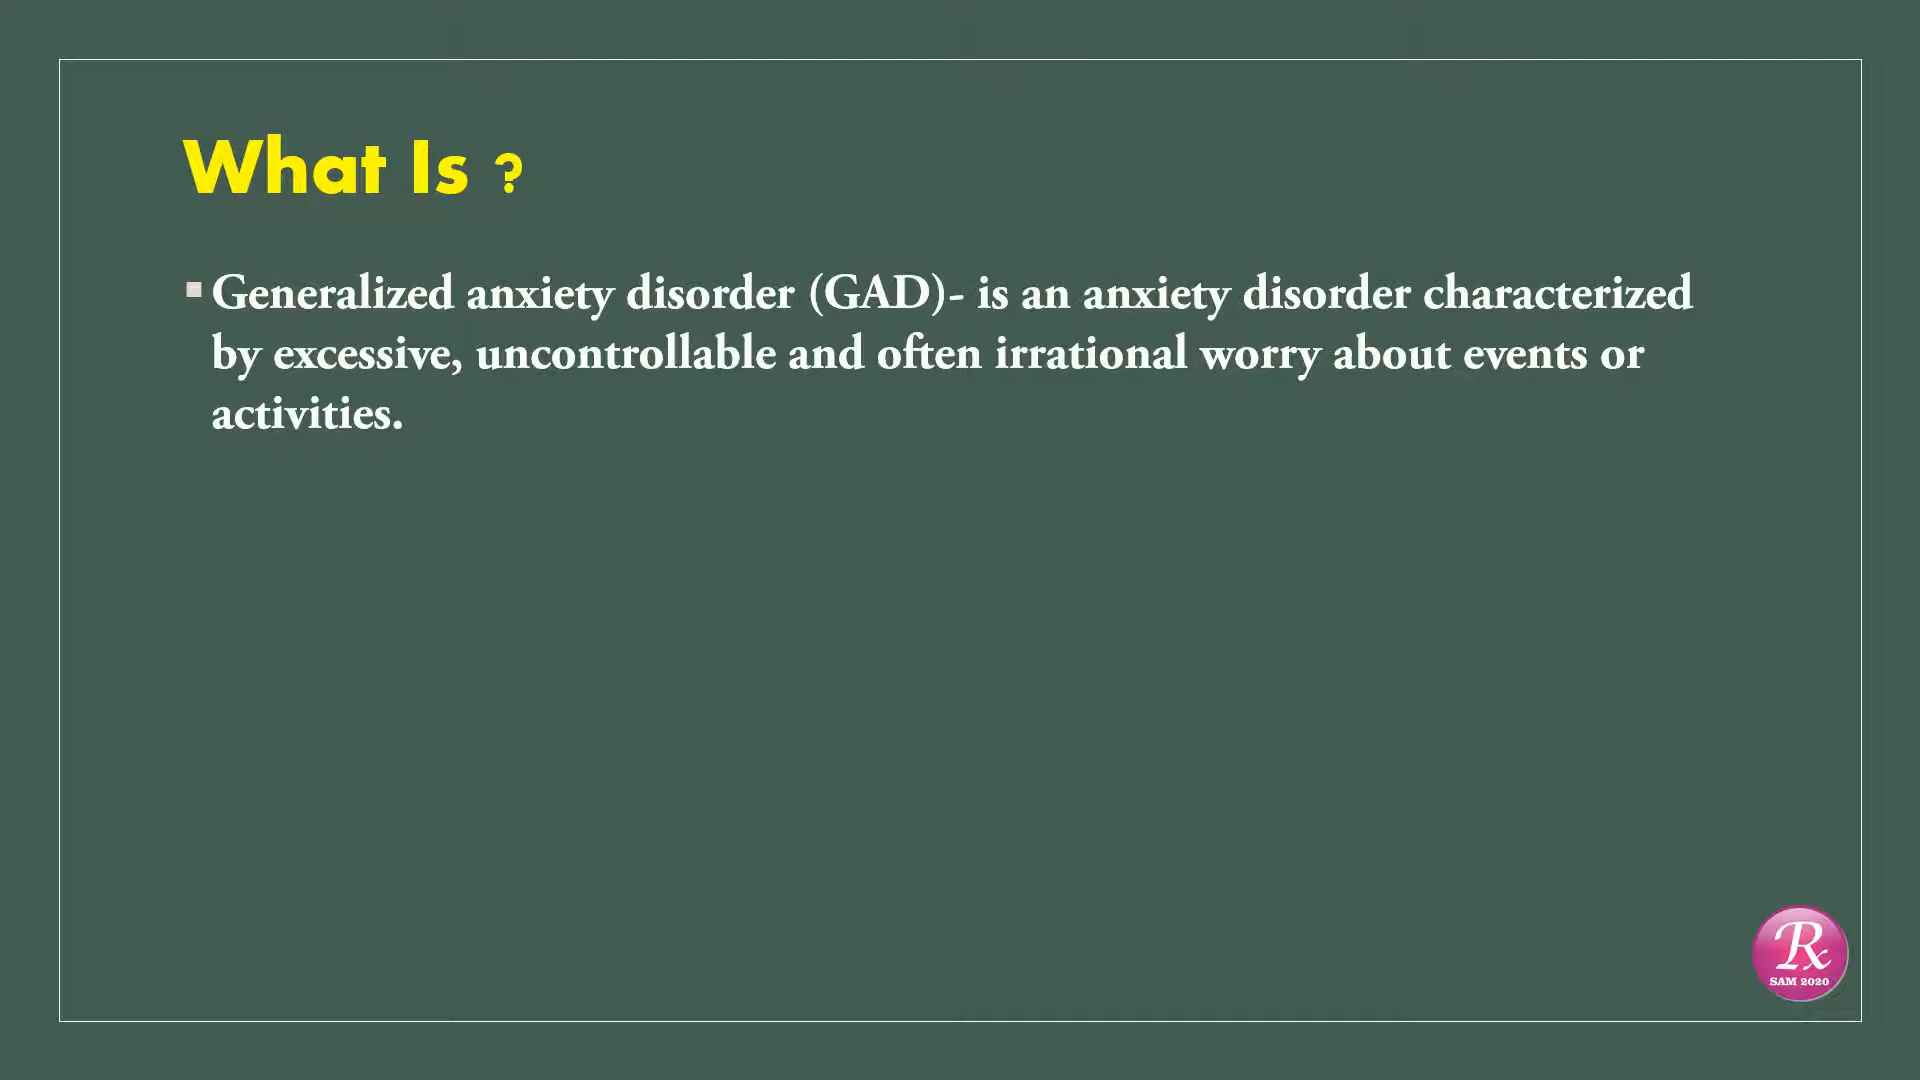 What Is ?
▪ Generalized anxiety disorder (GAD)- is an anxiety disorder characterized
by excessive, uncontrollable and often irrational worry about events or
activities.
Rx
SAM 2020